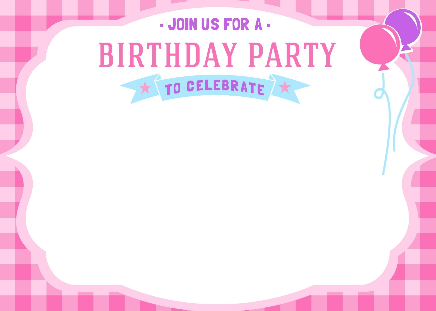 • JOIN US FOR A •
BIRTHDAY PARTY
TO CELEBRATE